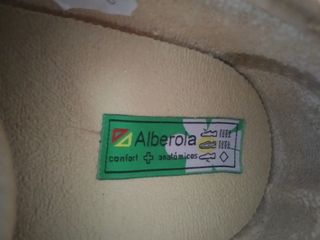 Alberola
confort + anatómicos